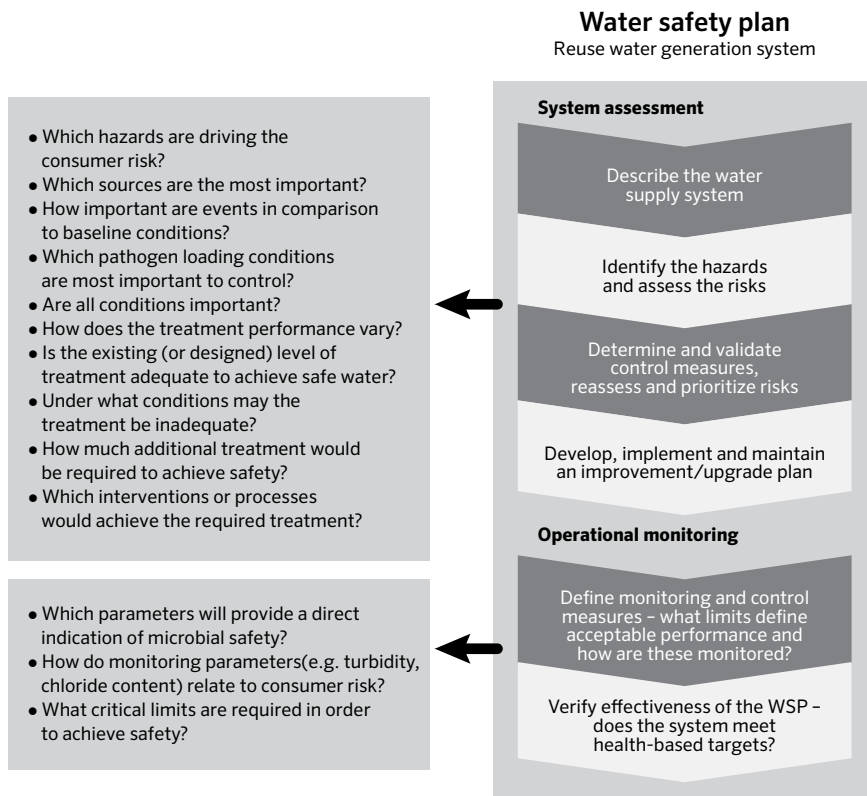 Water safety plan
Reuse water generation system
• Which hazards are driving the
consumer risk?
• Which sources are the most important?
• How important are events in comparison
to baseline conditions?
• Which pathogen loading conditions
are most important to control?
• Are all conditions important?
• How does the treatment performance vary?
• Is the existing (or designed) level of
treatment adequate to achieve safe water?
• Under what conditions may the
treatment be inadequate?
• How much additional treatment would
be required to achieve safety?
• Which interventions or processes
would achieve the required treatment?
System assessment
Describe the water
supply system
Identify the hazards
and assess the risks
Determine and validate
control measures,
reassess and prioritize risks
Develop, implement and maintain
an improvement/upgrade plan
• Which parameters will provide a direct
indication of microbial safety?
• How do monitoring parameters(e.g. turbidity,
chloride content) relate to consumer risk?
• What critical limits are required in order
to achieve safety?
Operational monitoring
Define monitoring and control
measures – what limits define
acceptable performance and
how are these monitored?
Verify effectiveness of the WSP –
does the system meet
health-based targets?